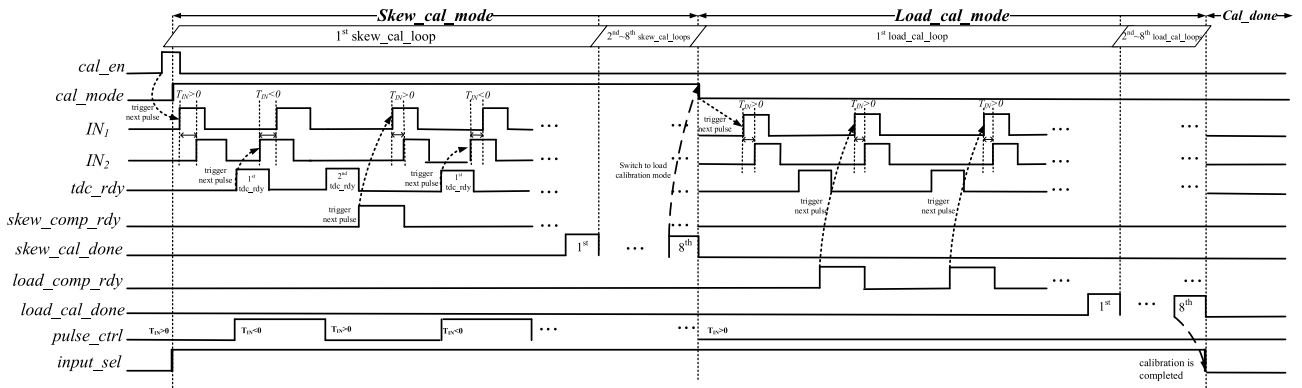 Skew_cal_mode Load_cal_mode Cal_done
1st skew_cal_loop 2nd~8th skew_cal_loops 1st load_cal_loop 2nd~8th load_cal_loops
cal_en
cal_mode
TIN>0 TIN<0 TIN>0 TIN<0 TIN>0 TIN>0 TIN>0
trigger next pulse
trigger next pulse
IN1
IN2
trigger next pulse
trigger next pulse
Switch to load calibration mode
tdc_rdy
1st tdc_rdy
2nd tdc_rdy
1st tdc_rdy
trigger next pulse
trigger next pulse
trigger next pulse
skew_comp_rdy
skew_cal_done 1st ... 8th
load_comp_rdy
load_cal_done 1st ... 8th
pulse_ctrl TIN>0 TIN<0 TIN>0 TIN<0 TIN>0
input_sel
calibration is completed